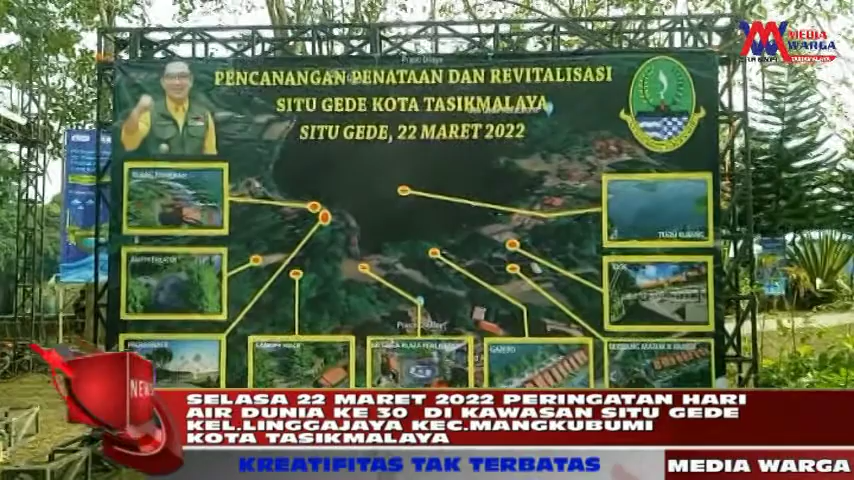 MEDIA
WARGA
TASIKMALAYA
PENCANANGAN PENATAAN DAN REVITALISASI
SITU GEDE KOTA TASIKMALAYA
SITU GEDE, 22 MARET 2022
GAZEBO
NEWS
SELASA 22 MARET 2022 PERINGATAN HARI
AIR DUNIA KE 30 DI KAWASAN SITU GEDE
KEL.LINGGAJAYA KEC.MANGKUBUMI
KOTA TASIKMALAYA
KREATIFITAS TAK TERBATAS
MEDIA WARGA